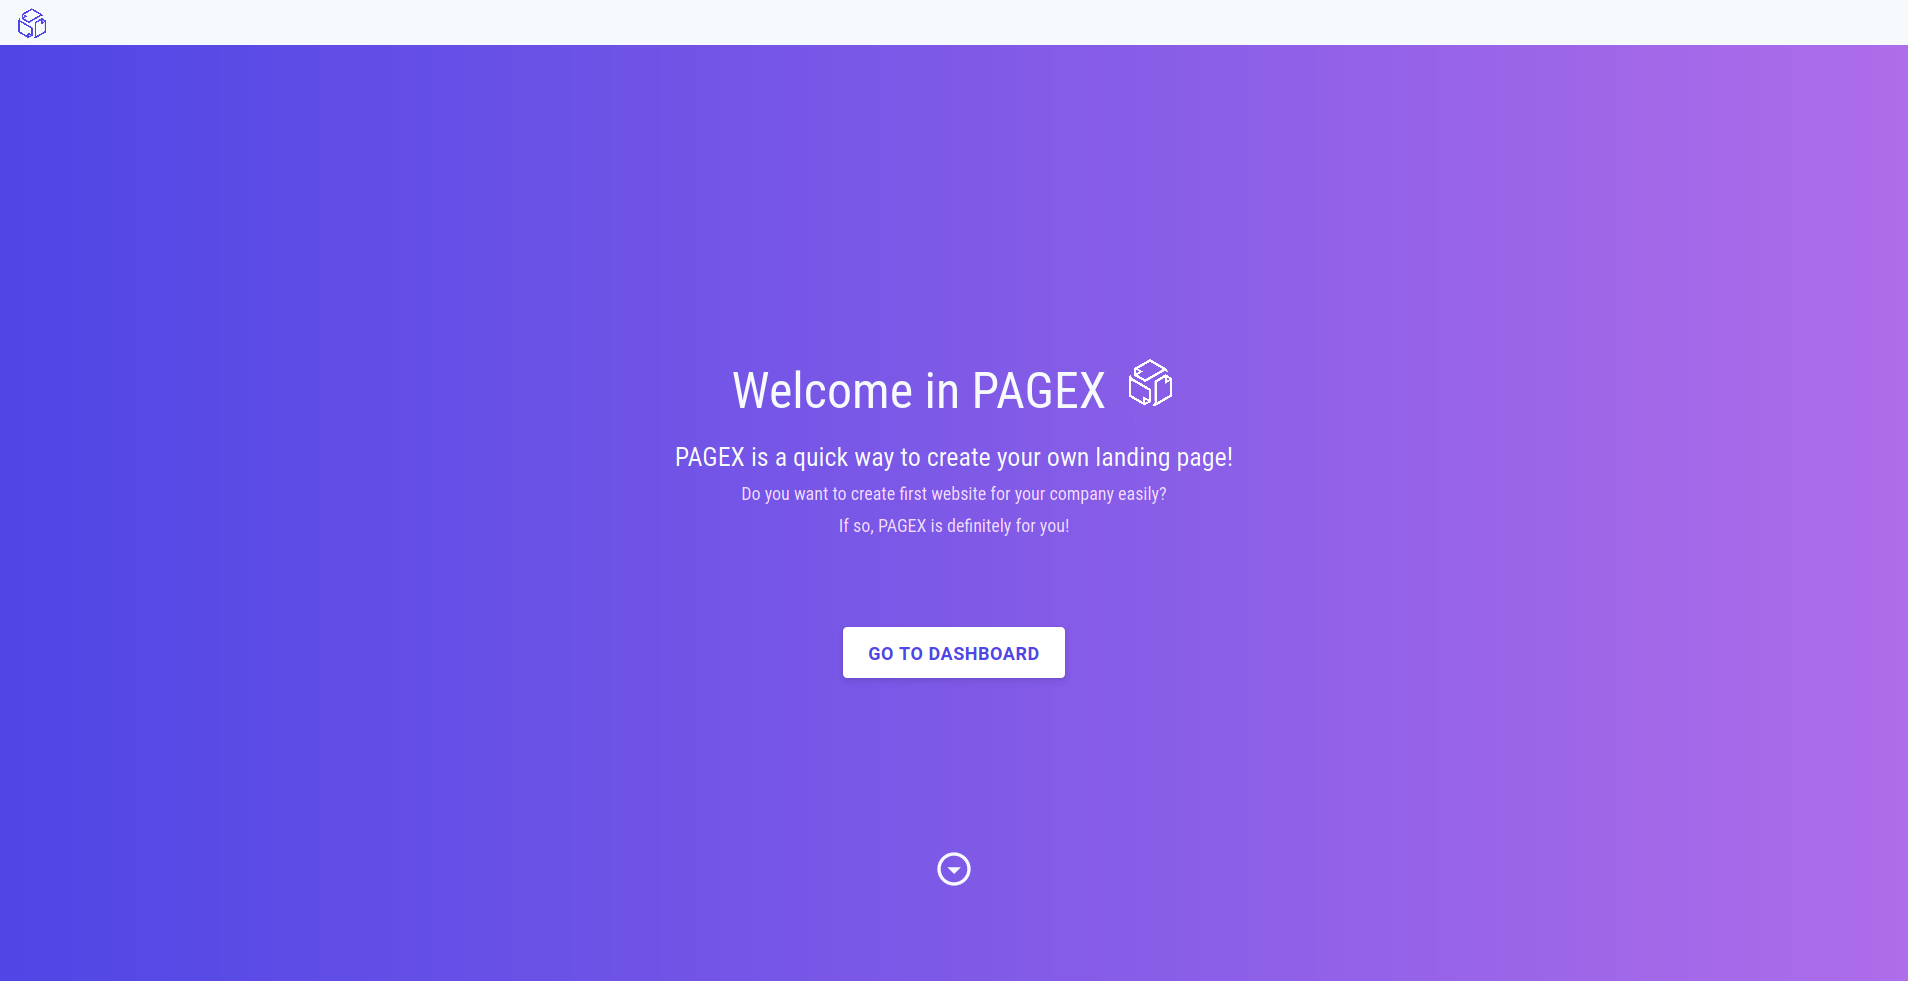 Welcome in PAGEX
PAGEX is a quick way to create your own landing page!
Do you want to create first website for your company easily?
If so, PAGEX is definitely for you!
GO TO DASHBOARD